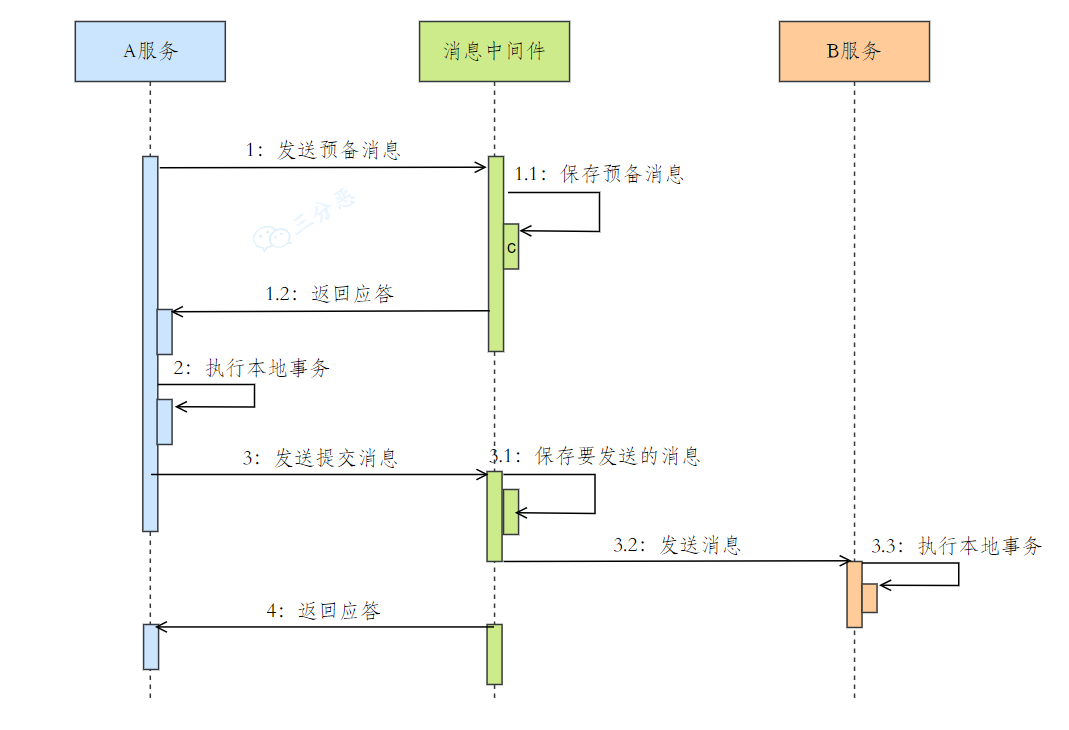 A服务
消息中间件
B服务
1：发送预备消息
1.1：保存预备消息
三分恶
C
1.2：返回应答
2：执行本地事务
3：发送提交消息
3.1：保存要发送的消息
3.2：发送消息
3.3：执行本地事务
4：返回应答